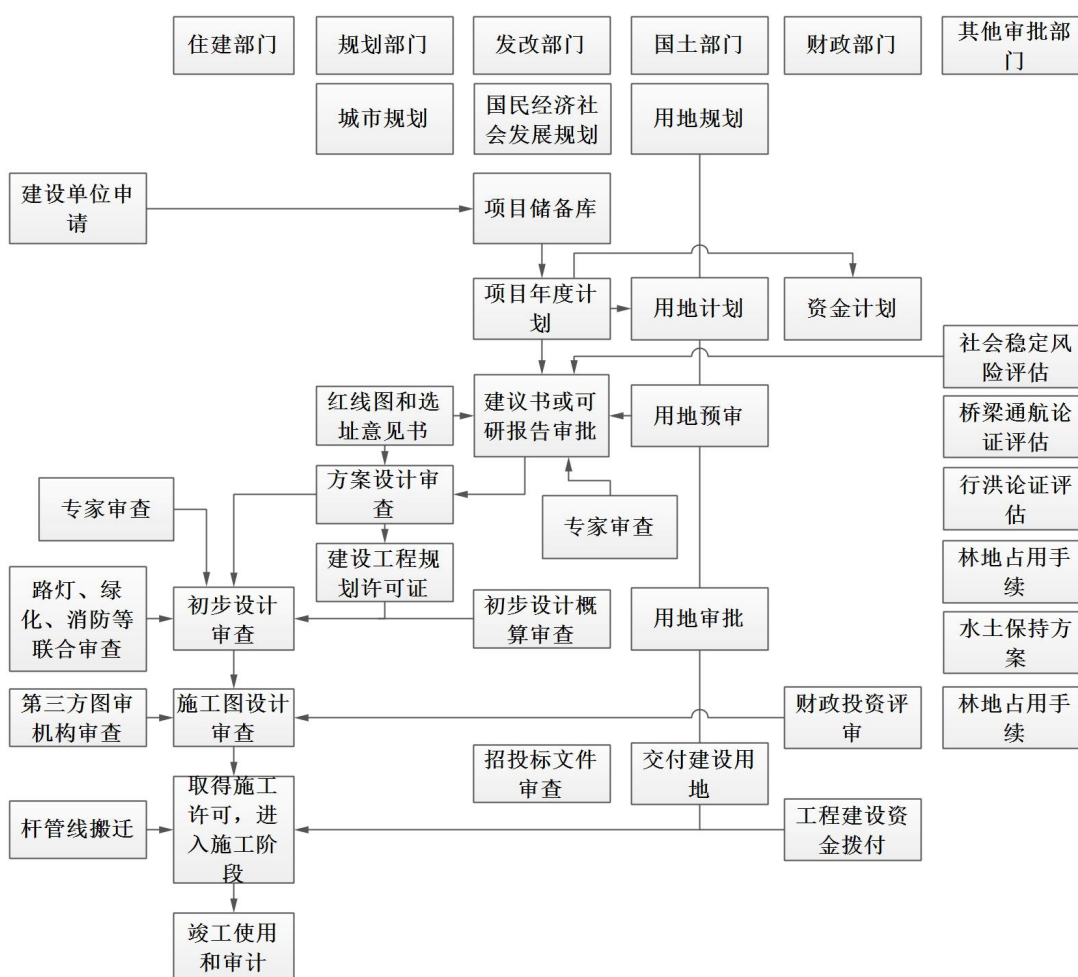 住建部门
规划部门
发改部门
国土部门
财政部门
其他审批部
门
城市规划
国民经济社
会发展规划
用地规划
建设单位申
请
项目储备库
项目年度计
划
用地计划
资金计划
社会稳定风
险评估
红线图和选
址意见书
建议书或可
研报告审批
用地预审
桥梁通航论
证评估
方案设计审
查
行洪论证评
估
专家审查
专家审查
建设工程规
划许可证
林地占用手
续
路灯、绿
化、消防等
联合审查
初步设计
审查
初步设计概
算审查
用地审批
水土保持方
案
第三方图审
机构审查
施工图设计
审查
财政投资评
审
林地占用手
续
招投标文件
审查
交付建设用
地
杆管线搬迁
取得施工
许可，进
入施工阶
段
工程建设资
金拨付
竣工使用
和审计